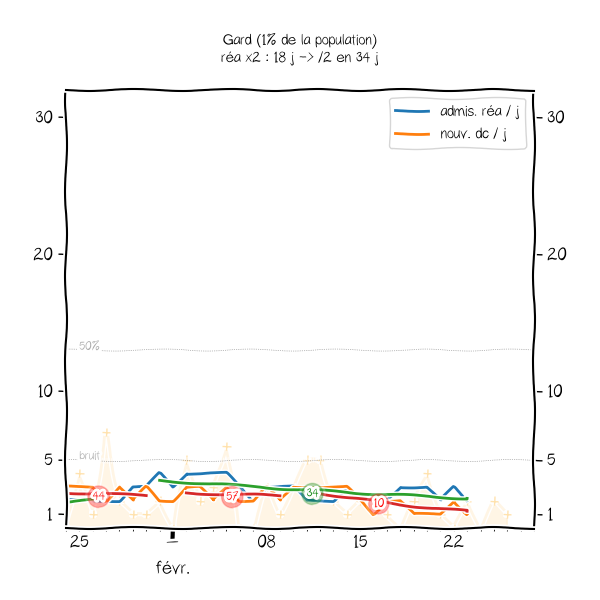 Gard (1% de la population)
réa x2 : 18 j -> /2 en 34 j
admis. réa / j
nouv. dc / j
30 30
20 20
50%
10 10
bruit
5 5
44 57 34 10
1 1
25 1 08 15 22
févr.